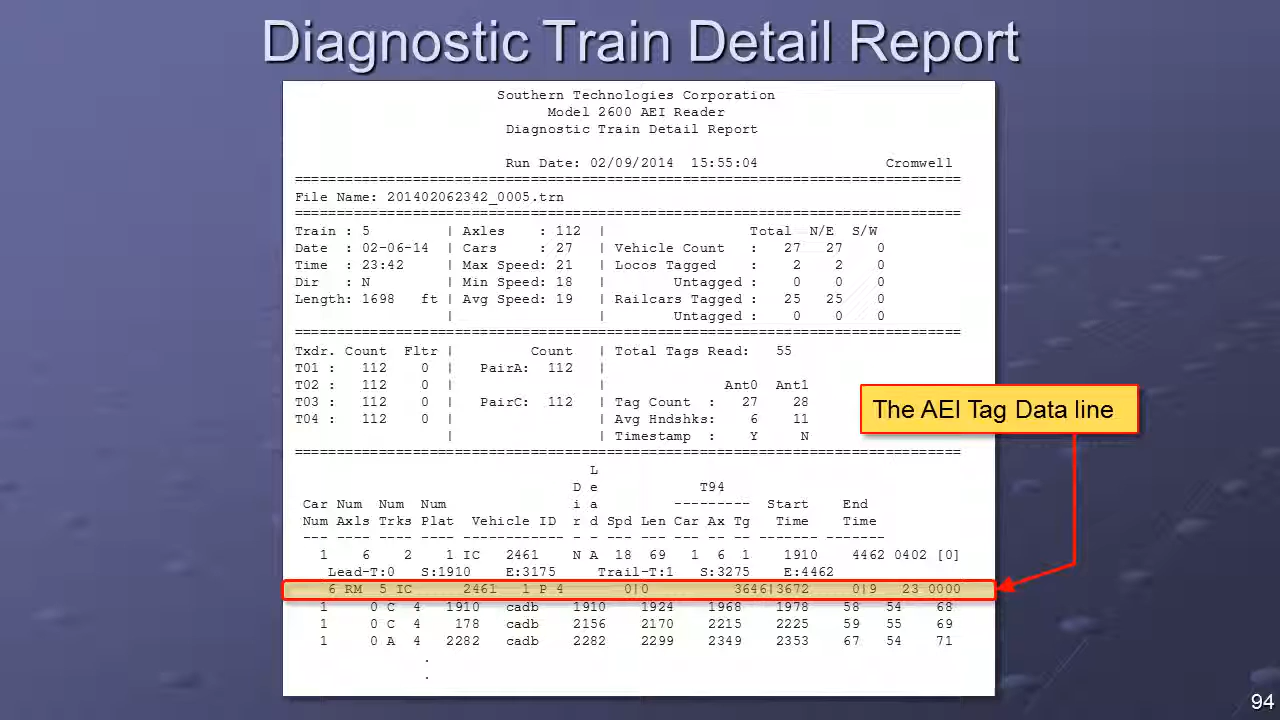 Diagnostic Train Detail Report
Southern Technologies Corporation
Model 2600 AEI Reader
Diagnostic Train Detail Report
Run Date: 02/09/2014  15:55:04  Cromwell
===============================================================================
File Name: 201402062342_0005.trn
===============================================================================
Train : 5 | Axles : 112 | Total N/E S/W
Date : 02-06-14 | Cars : 27 | Vehicle Count : 27 27 0
Time : 23:42 | Max Speed: 21 | Locos Tagged : 2 2 0
Dir : N | Min Speed: 18 | Untagged : 0 0 0
Length: 1698 ft | Avg Speed: 19 | Railcars Tagged : 25 25 0
| | Untagged : 0 0 0
===============================================================================
Txdr. Count Fltr | Count | Total Tags Read: 55
T01 : 112 0 | PairA: 112 |
T02 : 112 0 | | Ant0 Ant1
T03 : 112 0 | PairC: 112 | Tag Count : 27 28
T04 : 112 0 | | Avg Hndshks: 6 11
| | Timestamp : Y N
===============================================================================
L
D e T94
Car Num Num Num i a --------- Start End
Num Axls Trks Plat Vehicle ID r d Spd Len Car Ax Tg Time Time
--- ---- ---- ---- ------------ - - --- --- --- -- -- ------- -------
1 6 2 1 IC 2461 N A 18 69 1 6 1 1910 4462 0402 [0]
Lead-T:0 S:1910 E:3175 Trail-T:1 S:3275 E:4462
The AEI Tag Data line
6 RM 5 IC 2461 1 P 4 0|0 3646|3672 0|9 23 0000
1 0 C 4 1910 cadb 1910 1924 1968 1978 58 54 68
1 0 C 4 178 cadb 2156 2170 2215 2225 59 55 69
1 0 A 4 2282 cadb 2282 2299 2349 2353 67 54 71
.
.
94